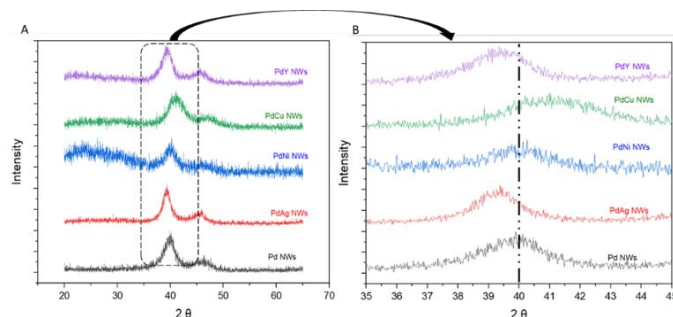 A
B
PdY NWs
PdCu NWs
PdNi NWs
PdAg NWs
Pd NWs
Intensity
20 30 40 50 60 70
2 θ
PdY NWs
PdCu NWs
PdNi NWs
PdAg NWs
Pd NWs
Intensity
35 36 37 38 39 40 41 42 43 44 45
2 θ